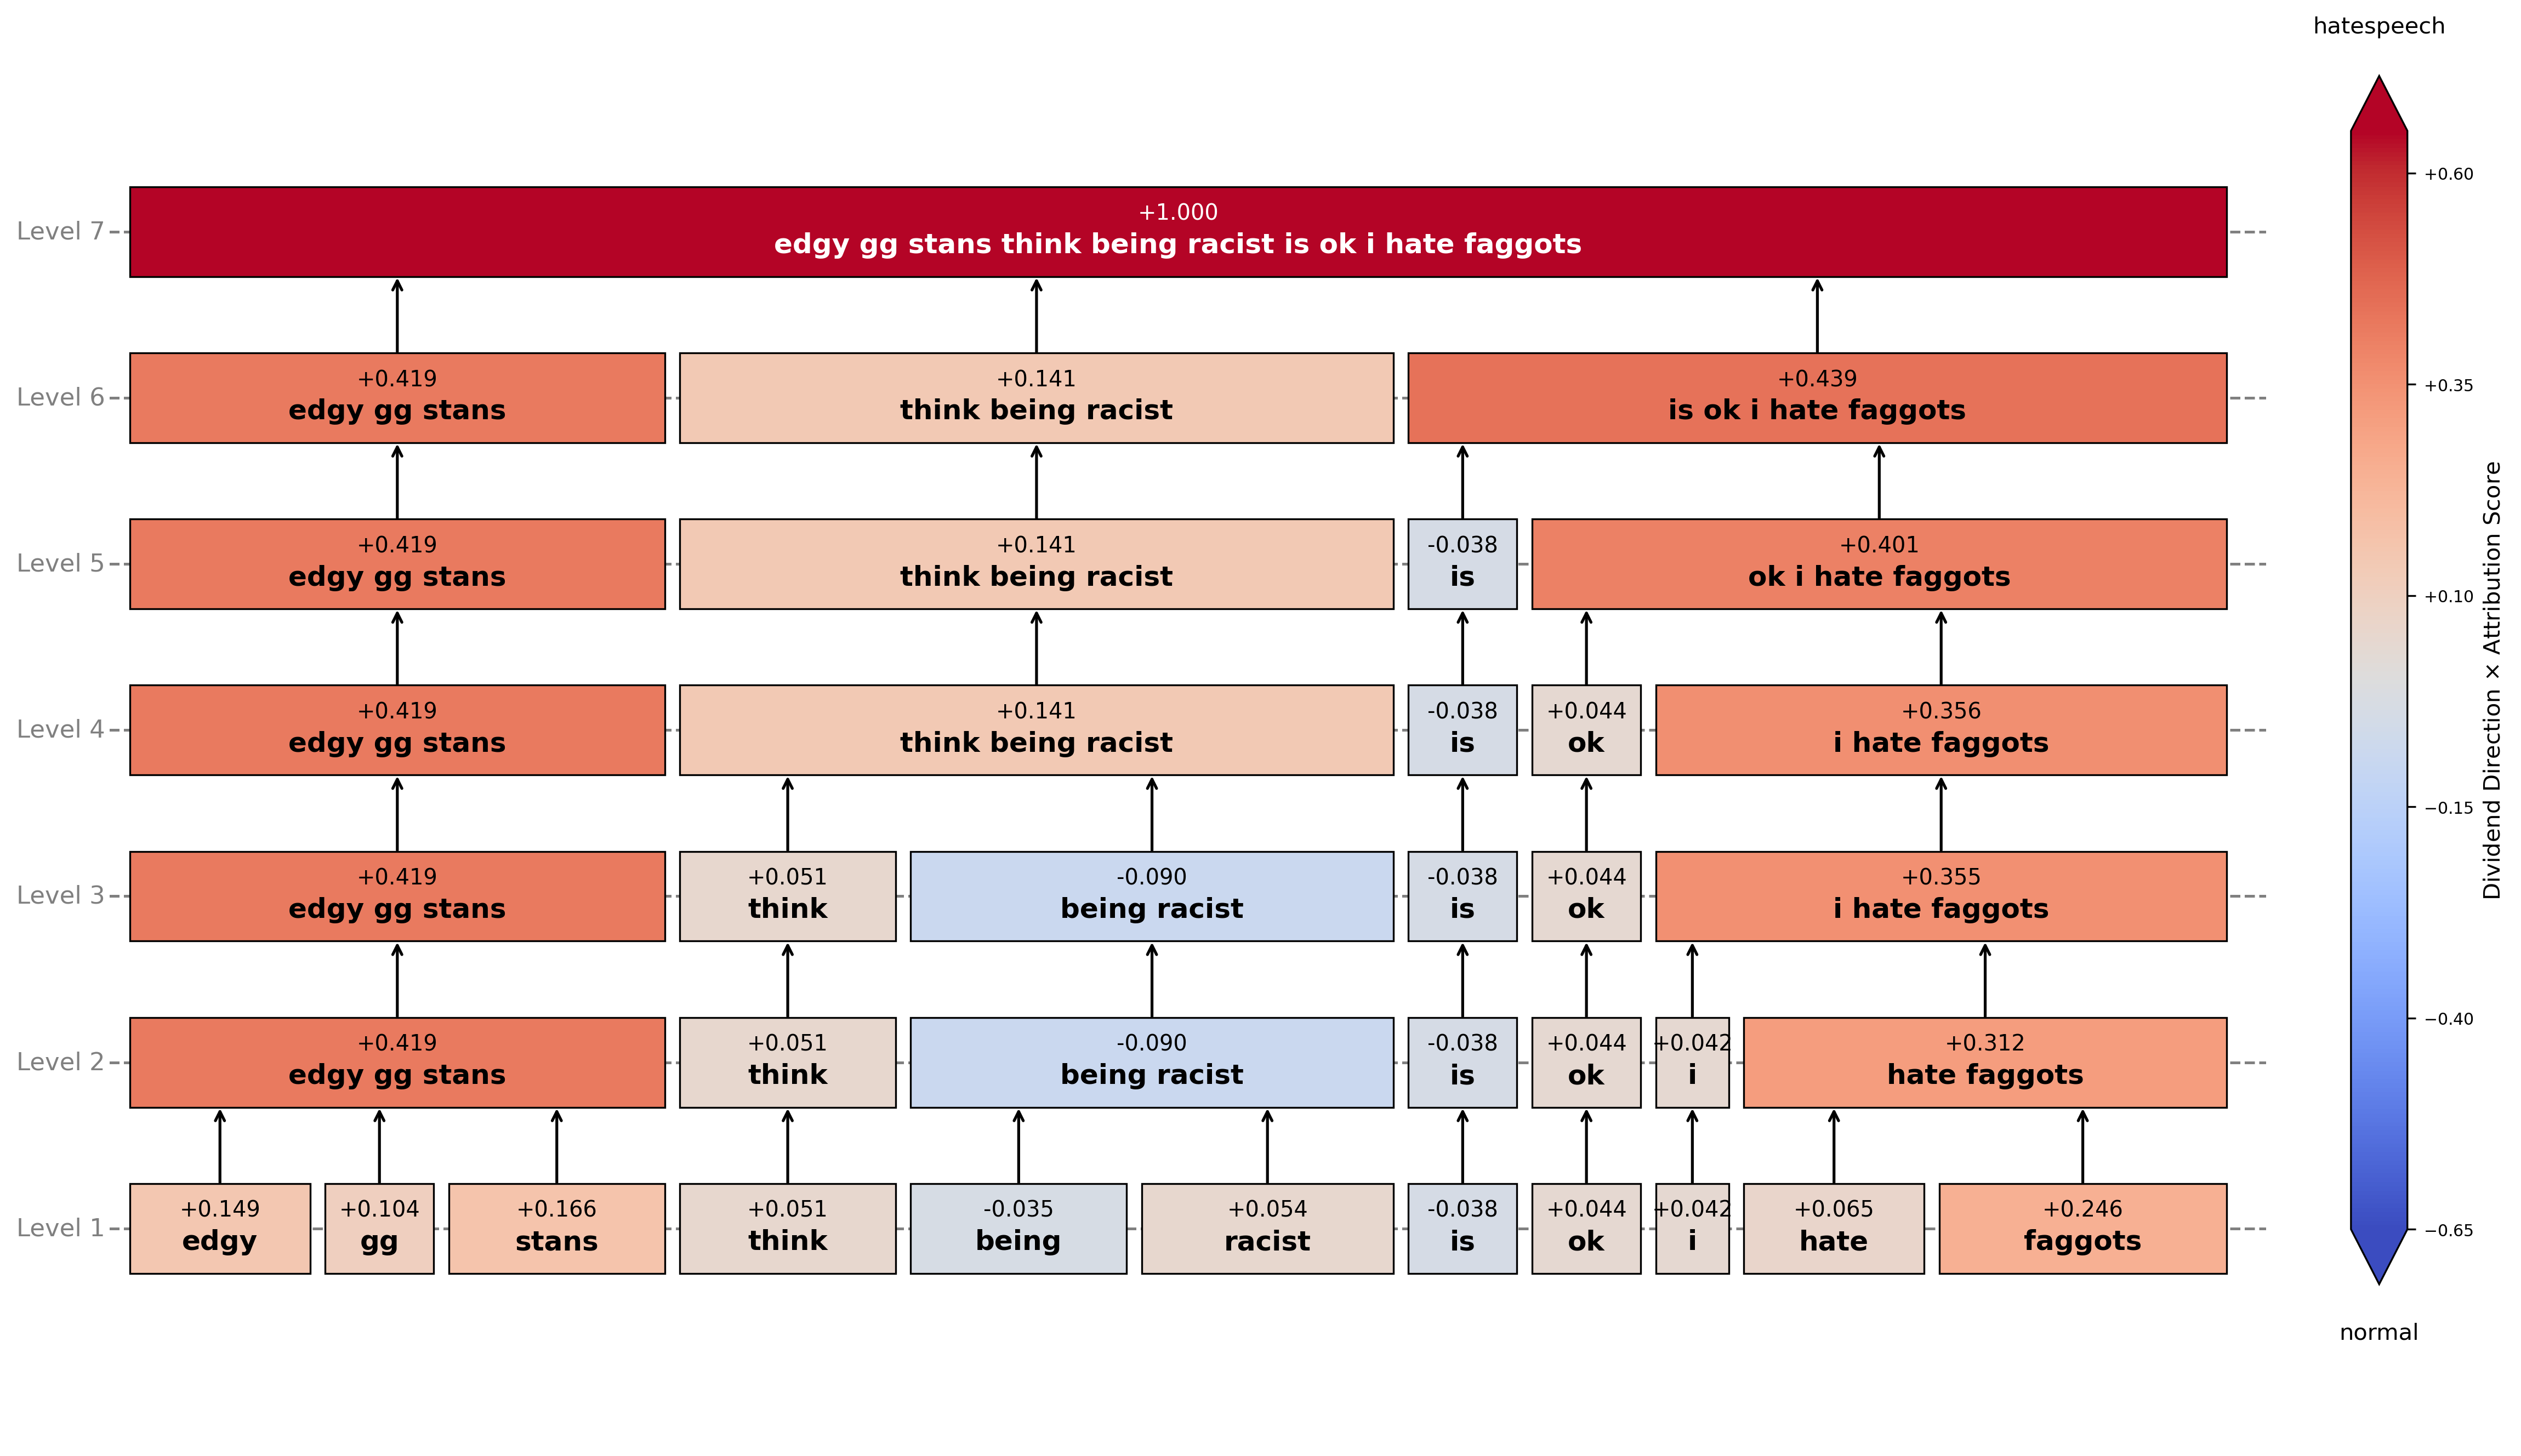 hatespeech
+0.60
Level 7
+1.000
edgy gg stans think being racist is ok i hate faggots
+0.35
Level 6
+0.419
edgy gg stans
+0.141
think being racist
+0.439
is ok i hate faggots
Level 5
+0.419
edgy gg stans
+0.141
think being racist
-0.038
is
+0.401
ok i hate faggots
+0.10
Dividend Direction × Attribution Score
Level 4
+0.419
edgy gg stans
+0.141
think being racist
-0.038
is
+0.044
ok
+0.356
i hate faggots
−0.15
Level 3
+0.419
edgy gg stans
+0.051
think
-0.090
being racist
-0.038
is
+0.044
ok
+0.355
i hate faggots
−0.40
Level 2
+0.419
edgy gg stans
+0.051
think
-0.090
being racist
-0.038
is
+0.044
ok
+0.042
i
+0.312
hate faggots
Level 1
+0.149
edgy
+0.104
gg
+0.166
stans
+0.051
think
-0.035
being
+0.054
racist
-0.038
is
+0.044
ok
+0.042
i
+0.065
hate
+0.246
faggots
−0.65
normal